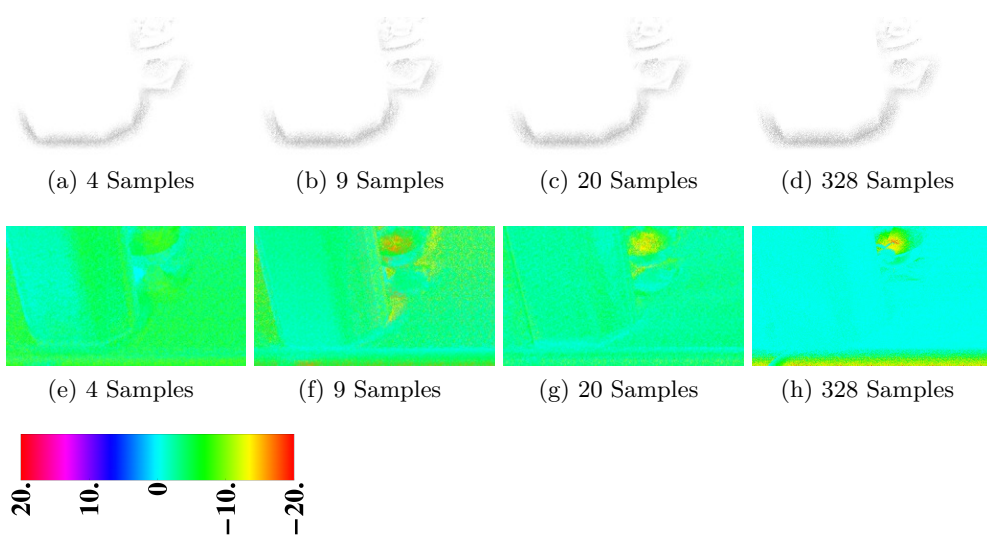 (a) 4 Samples
(b) 9 Samples
(c) 20 Samples
(d) 328 Samples
(e) 4 Samples
(f) 9 Samples
(g) 20 Samples
(h) 328 Samples
20.
10.
0
−10.
−20.